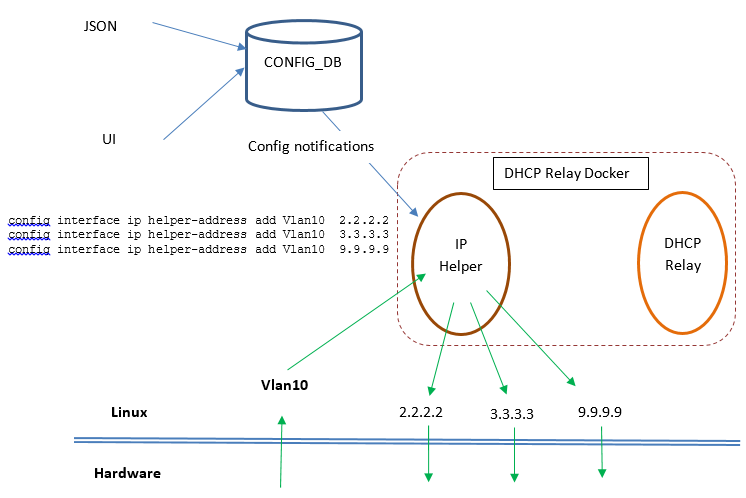 JSON
CONFIG_DB
UI
Config notifications
DHCP Relay Docker
config interface ip helper-address add Vlan10 2.2.2.2
config interface ip helper-address add Vlan10 3.3.3.3
config interface ip helper-address add Vlan10 9.9.9.9
IP
Helper
DHCP
Relay
Vlan10
Linux
2.2.2.2
3.3.3.3
9.9.9.9
Hardware